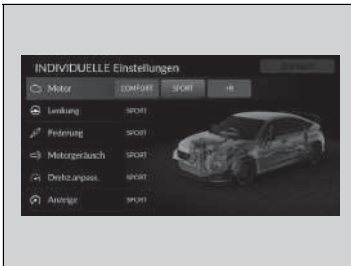 INDIVIDUELLE Einstellungen
Motor COMFORT SPORT +R
Lenkung SPORT
Federung SPORT
Motorgeräusch SPORT
Drehz.anpass. SPORT
Anzeige SPORT